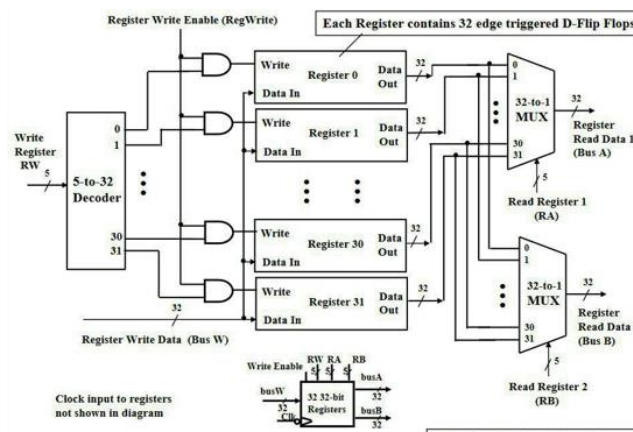 Register Write Enable (RegWrite)
Each Register contains 32 edge triggered D-Flip Flops
Write
Register 0
Data
Out
Data In
32
Write
Register 1
Data
Out
Data In
32
Write
Register 30
Data
Out
Data In
32
Write
Register 31
Data
Out
Data In
32
Write
Register
RW
5
5-to-32
Decoder
0
1
30
31
0
1
30
31
32-to-1
MUX
32
Register
Read Data 1
(Bus A)
5
Read Register 1
(RA)
0
1
30
31
32-to-1
MUX
32
Register
Read Data
(Bus B)
5
Read Register 2
(RB)
32
Register Write Data (Bus W)
Write Enable
RW RA RB
5 5 5
busW
32
Clk
32 32-bit
Registers
busA
32
busB
32
Clock input to registers
not shown in diagram